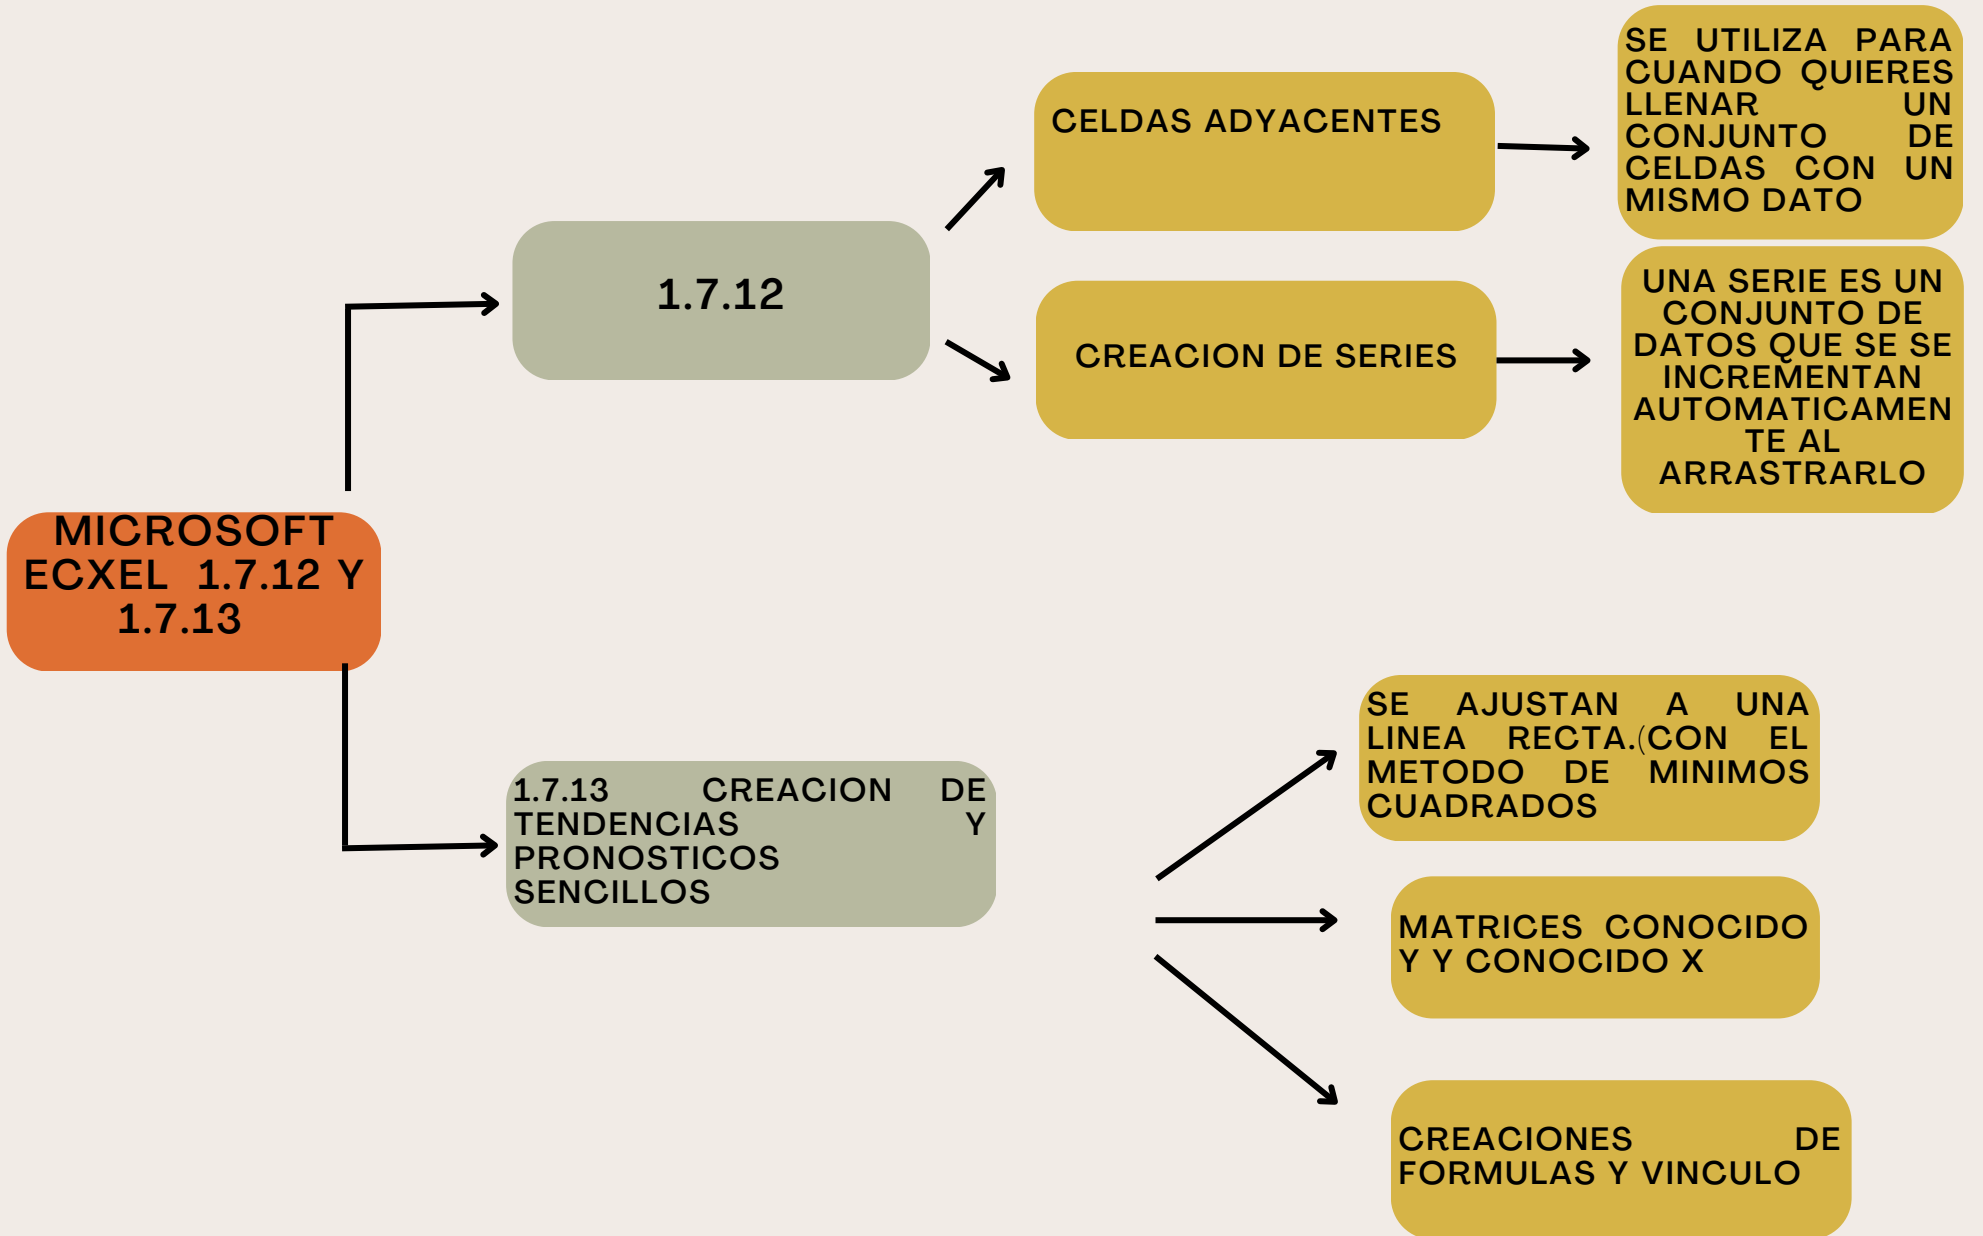 MICROSOFT
ECXEL 1.7.12 Y
1.7.13
1.7.12
CELDAS ADYACENTES
SE UTILIZA PARA
CUANDO QUIERES
LLENAR UN
CONJUNTO DE
CELDAS CON UN
MISMO DATO
CREACION DE SERIES
UNA SERIE ES UN
CONJUNTO DE
DATOS QUE SE SE
INCREMENTAN
AUTOMATICAMEN
TE AL
ARRASTRARLO
1.7.13 CREACION DE
TENDENCIAS Y
PRONOSTICOS
SENCILLOS
SE AJUSTAN A UNA
LINEA RECTA.(CON EL
METODO DE MINIMOS
CUADRADOS
MATRICES CONOCIDO
Y Y CONOCIDO X
CREACIONES DE
FORMULAS Y VINCULO